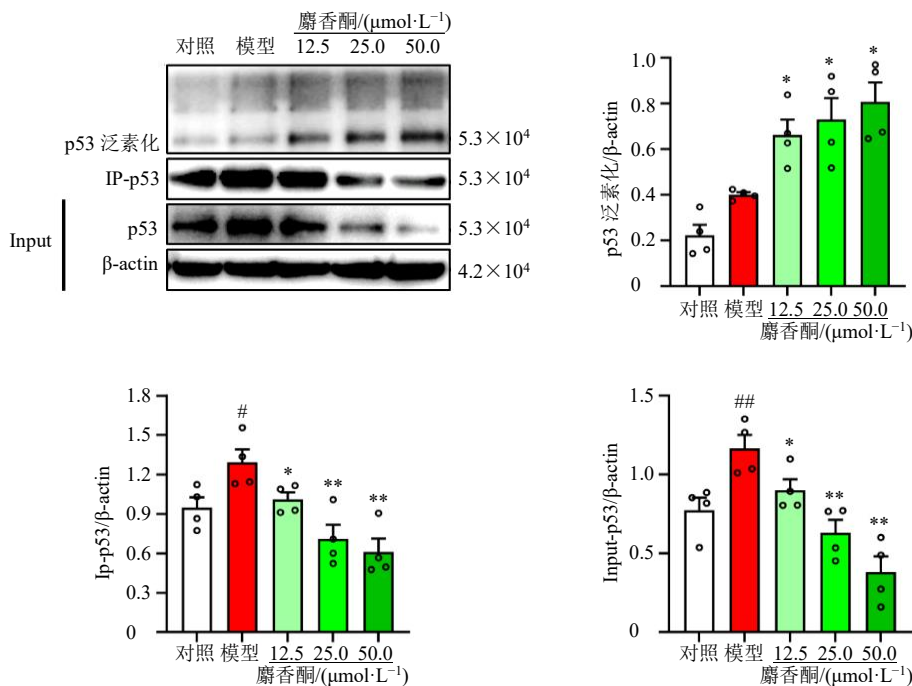 麝香酮/(μmol·L⁻¹)
对照 模型 12.5 25.0 50.0
p53 泛素化 5.3×10⁴
IP-p53 5.3×10⁴
Input
p53 5.3×10⁴
β-actin 4.2×10⁴
p53 泛素化/β-actin
1.0
0.8
0.6
0.4
0.2
0
* * *
对照 模型 12.5 25.0 50.0
麝香酮/(μmol·L⁻¹)
Ip-p53/β-actin
1.8
1.5
1.2
0.9
0.6
0.3
0
# * ** **
对照 模型 12.5 25.0 50.0
麝香酮/(μmol·L⁻¹)
Input-p53/β-actin
1.5
1.0
0.5
0
## * ** **
对照 模型 12.5 25.0 50.0
麝香酮/(μmol·L⁻¹)